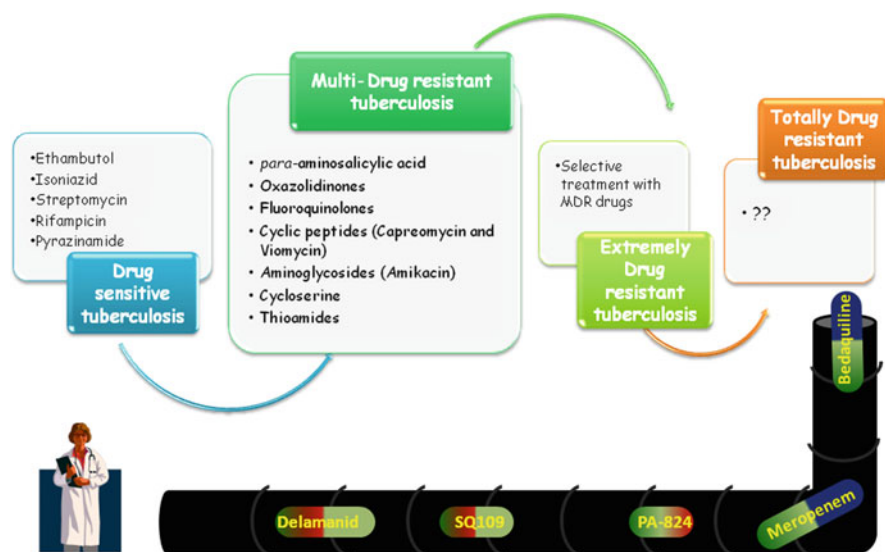 •Ethambutol
•Isoniazid
•Streptomycin
•Rifampicin
•Pyrazinamide
Drug
sensitive
tuberculosis
Multi-Drug resistant
tuberculosis
• para-aminosalicylic acid
• Oxazolidinones
• Fluoroquinolones
• Cyclic peptides (Capreomycin and
Viomycin)
• Aminoglycosides (Amikacin)
• Cycloserine
• Thioamides
•Selective
treatment with
MDR drugs
Extremely
Drug
resistant
tuberculosis
Totally Drug
resistant
tuberculosis
• ??
Bedaquiline
Meropenem
PA-824
SQ109
Delamanid